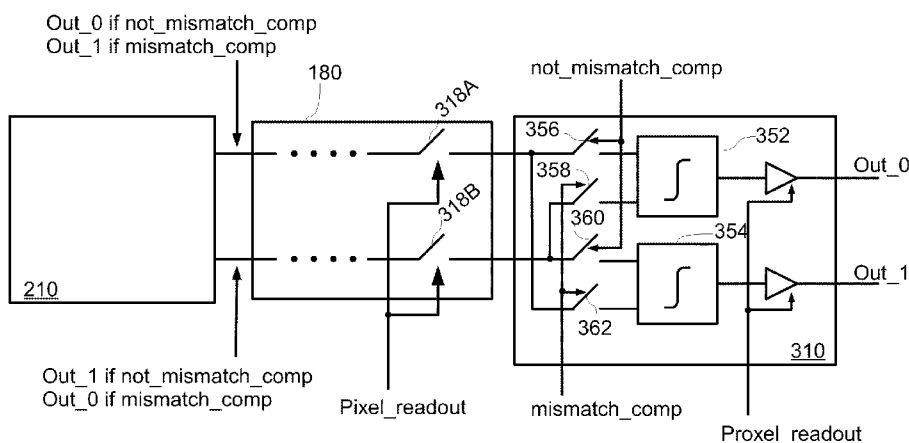 Out_0 if not_mismatch_comp
Out_1 if mismatch_comp
180
318A
not_mismatch_comp
356
352
358
Out_0
318B
360
354
Out_1
210
362
310
Out_1 if not_mismatch_comp
Out_0 if mismatch_comp
Pixel_readout
mismatch_comp
Proxel_readout